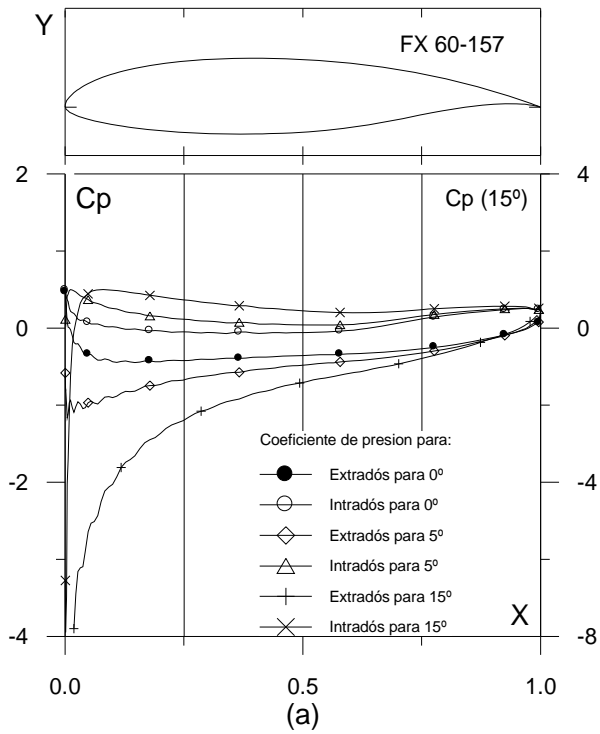 Y
FX 60-157
2
4
Cp
Cp (15º)
0
0
Coeficiente de presion para:
Extradós para 0º
Intradós para 0º
Extradós para 5º
Intradós para 5º
Extradós para 15º
Intradós para 15º
-2
-4
X
-4
-8
0.0
0.5
1.0
(a)